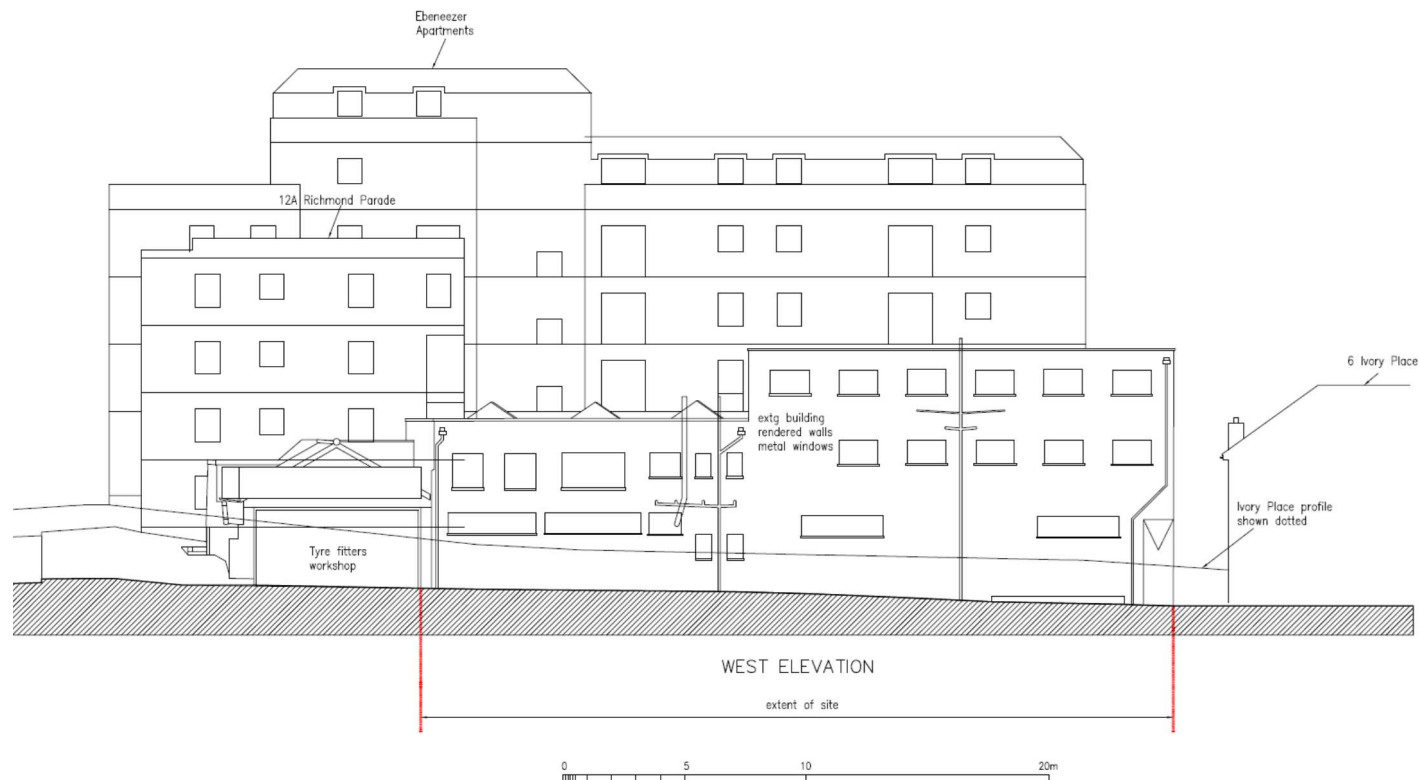 Ebeneezer
Apartments
12A Richmond Parade
6 Ivory Place
extg building
rendered walls
metal windows
Ivory Place profile
shown dotted
Tyre fitters
workshop
WEST ELEVATION
extent of site
0 5 10 20m